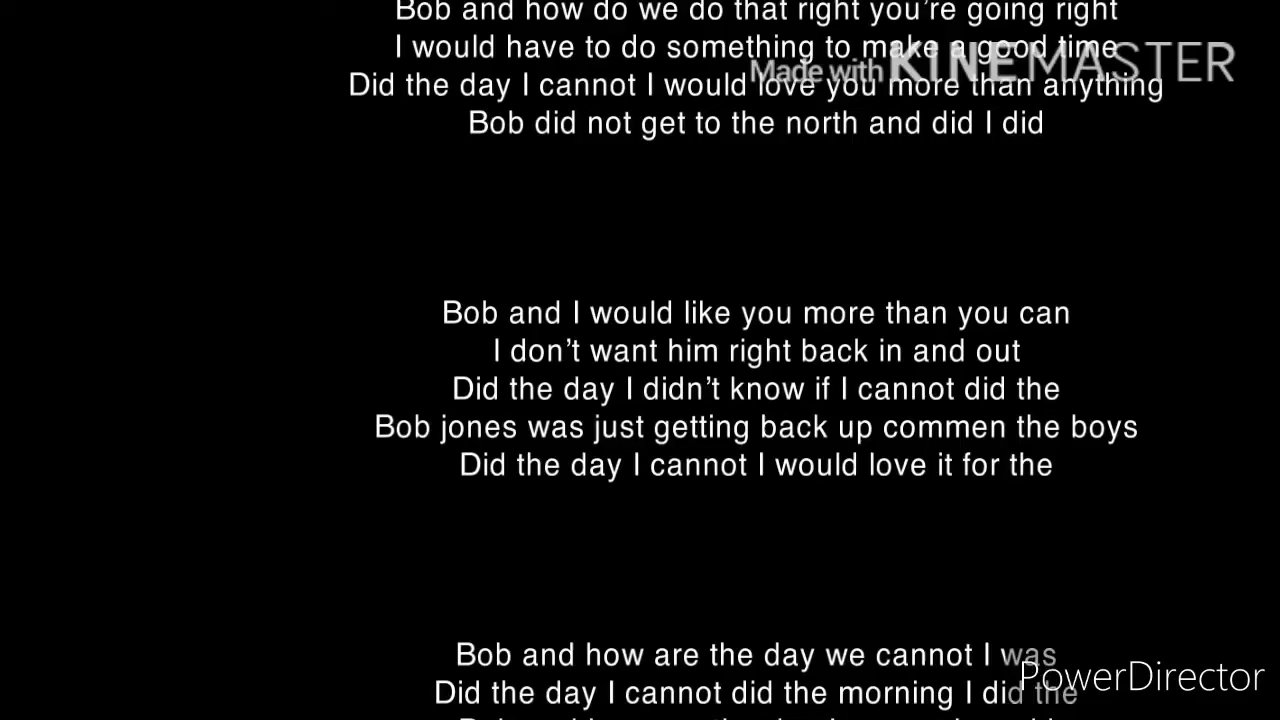 Bob and how do we do that right you're going right
I would have to do something to make a good time
Made with KINEMASTER
Did the day I cannot I would love you more than anything
Bob did not get to the north and did I did
Bob and I would like you more than you can
I don't want him right back in and out
Did the day I didn't know if I cannot did the
Bob jones was just getting back up commen the boys
Did the day I cannot I would love it for the
Bob and how are the day we cannot I was
PowerDirector
Did the day I cannot did the morning I did the